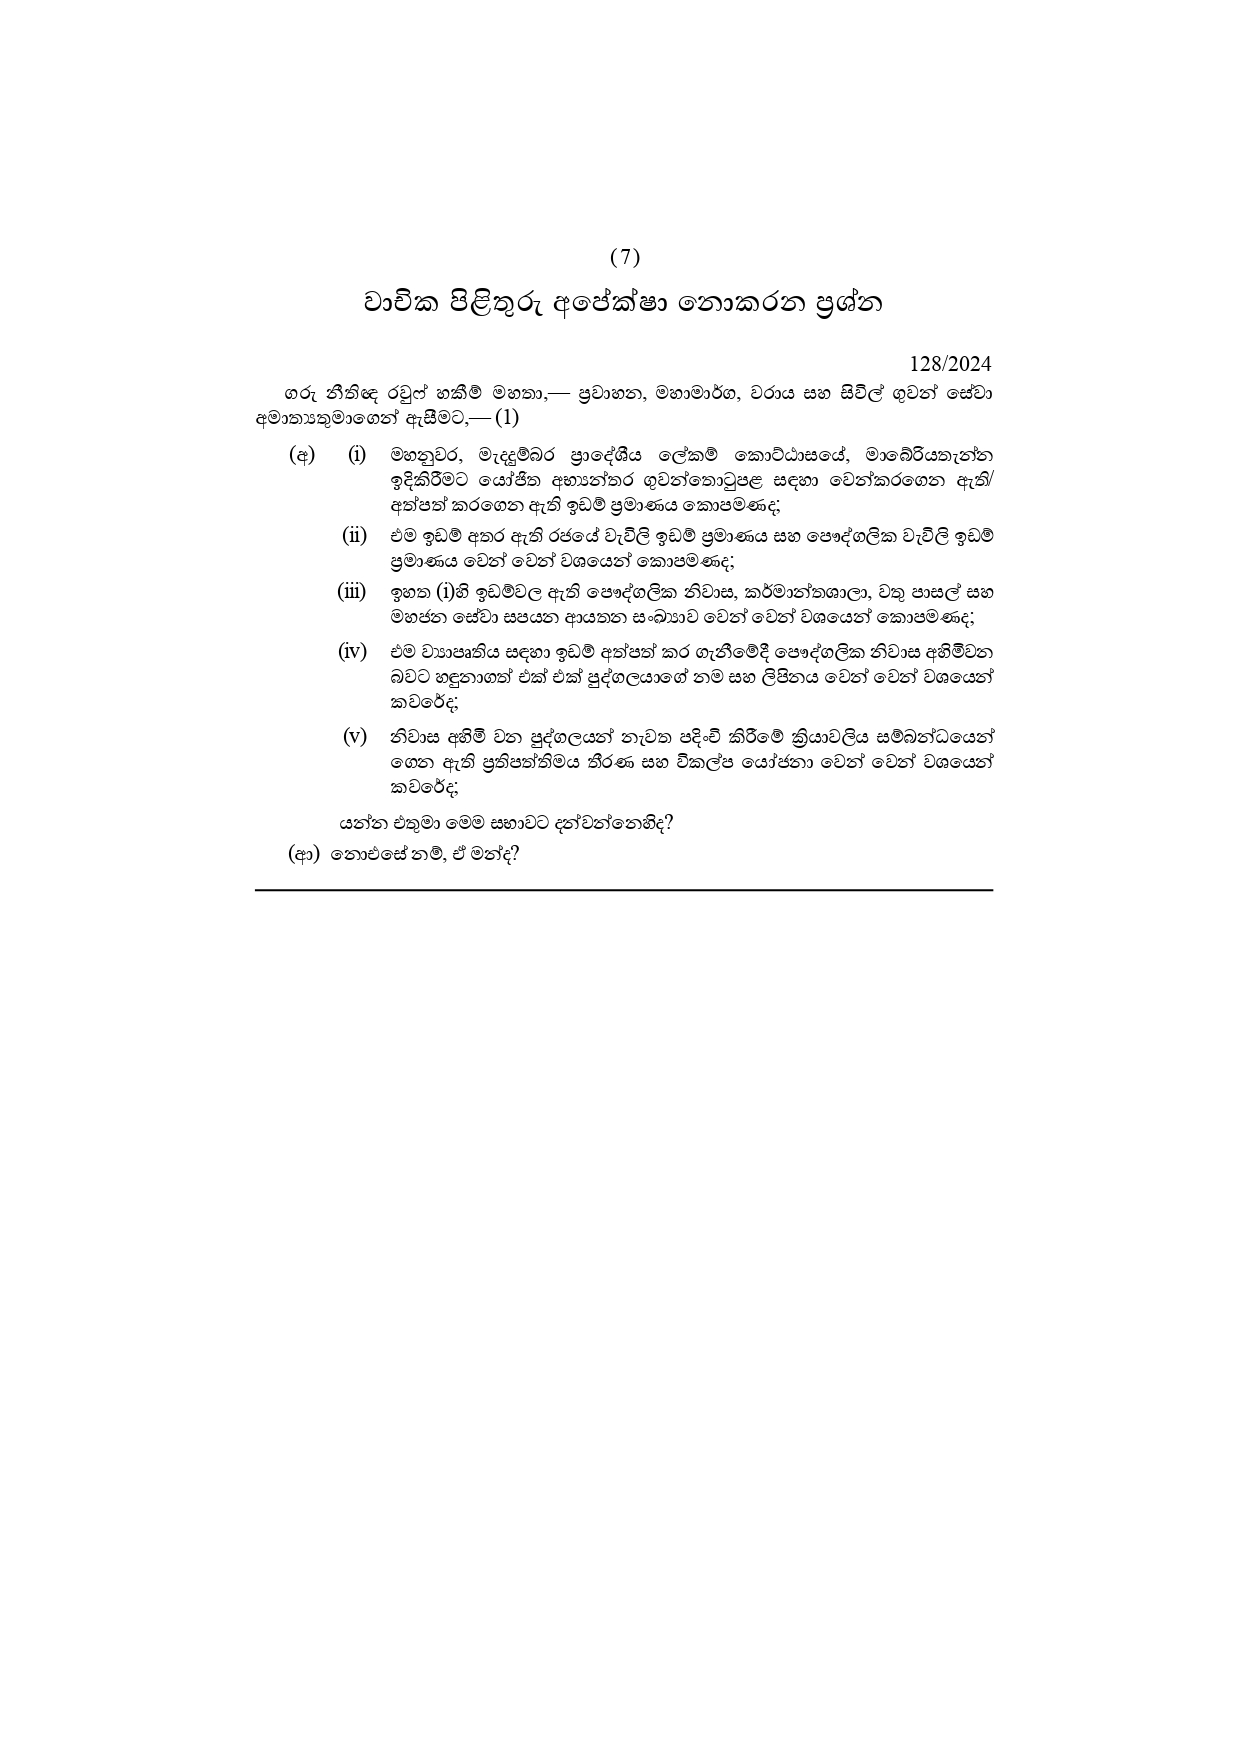 (7)
වාචික පිළිතුරු අපේක්ෂා නොකරන ප්‍රශ්න
128/2024
ගරු නීතිඥ රවුෆ් හකීම් මහතා,— ප්‍රවාහන, මහාමාර්ග, වරාය සහ සිවිල් ගුවන් සේවා
අමාත්‍යතුමාගෙන් ඇසීමට,— (1)
(අ) (i) මහනුවර, මැදදුම්බර ප්‍රාදේශීය ලේකම් කොට්ඨාසයේ, මාබේරියතැන්න
ඉදිකිරීමට යෝජිත අභ්‍යන්තර ගුවන්තොටුපළ සඳහා වෙන්කරගෙන ඇති/
අත්පත් කරගෙන ඇති ඉඩම් ප්‍රමාණය කොපමණද;
(ii) එම ඉඩම් අතර ඇති රජයේ වැවිලි ඉඩම් ප්‍රමාණය සහ පෞද්ගලික වැවිලි ඉඩම්
ප්‍රමාණය වෙන් වෙන් වශයෙන් කොපමණද;
(iii) ඉහත (i)හි ඉඩම්වල ඇති පෞද්ගලික නිවාස, කර්මාන්තශාලා, වතු පාසල් සහ
මහජන සේවා සපයන ආයතන සංඛ්‍යාව වෙන් වෙන් වශයෙන් කොපමණද;
(iv) එම ව්‍යාපෘතිය සඳහා ඉඩම් අත්පත් කර ගැනීමේදී පෞද්ගලික නිවාස අහිමිවන
බවට හඳුනාගත් එක් එක් පුද්ගලයාගේ නම සහ ලිපිනය වෙන් වෙන් වශයෙන්
කවරේද;
(v) නිවාස අහිමි වන පුද්ගලයන් නැවත පදිංචි කිරීමේ ක්‍රියාවලිය සම්බන්ධයෙන්
ගෙන ඇති ප්‍රතිපත්තිමය තීරණ සහ විකල්ප යෝජනා වෙන් වෙන් වශයෙන්
කවරේද;
යන්න එතුමා මෙම සභාවට දන්වන්නෙහිද?
(ආ) නොඑසේ නම්, ඒ මන්ද?